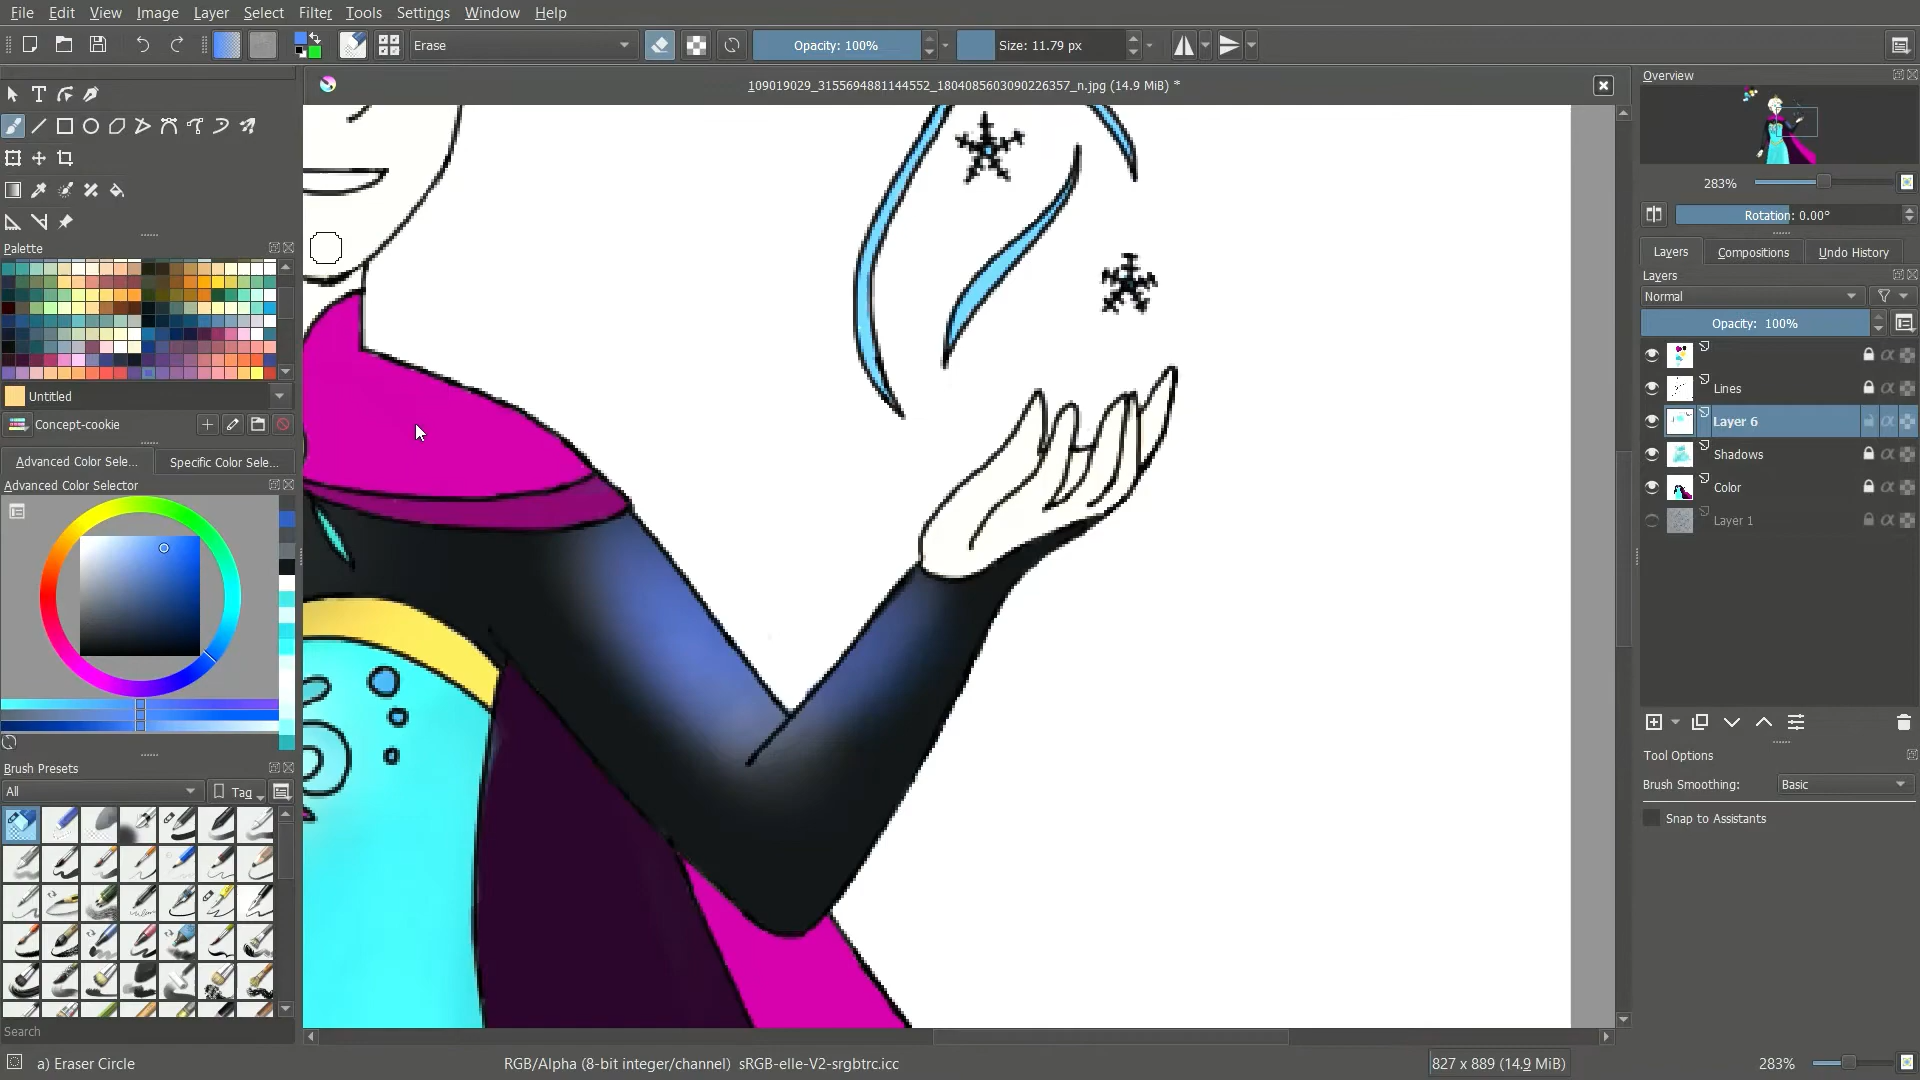 File Edit View Image Layer Select Filter Tools Settings Window Help
Erase Opacity: 100% Size: 11.79 px
109019029_3155694881144552_1804085603090226357_n.jpg (14.9 MiB) *
Overview
283%
Rotation: 0.00°
Palette
Untitled
Concept-cookie
Advanced Color Sele... Specific Color Sele...
Advanced Color Selector
Brush Presets
All Tag
Search
Layers Compositions Undo History
Layers
Normal
Opacity: 100%
Lines
Layer 6
Shadows
Color
Layer 1
Tool Options
Brush Smoothing: Basic
Snap to Assistants
a) Eraser Circle RGB/Alpha (8-bit integer/channel) sRGB-elle-V2-srgbtrc.icc 827 x 889 (14.9 MiB) 283%